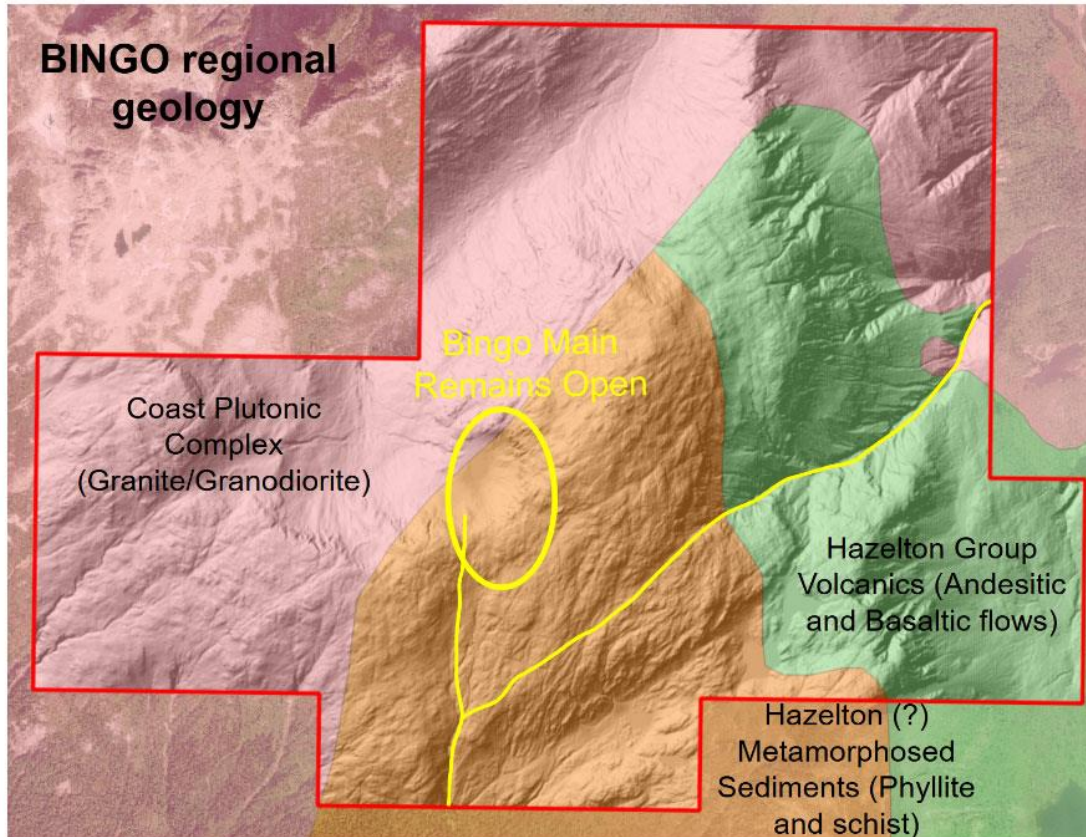 BINGO regional
geology
Bingo Main
Remains Open
Coast Plutonic
Complex
(Granite/Granodiorite)
Hazelton Group
Volcanics (Andesitic
and Basaltic flows)
Hazelton (?)
Metamorphosed
Sediments (Phyllite
and schist)